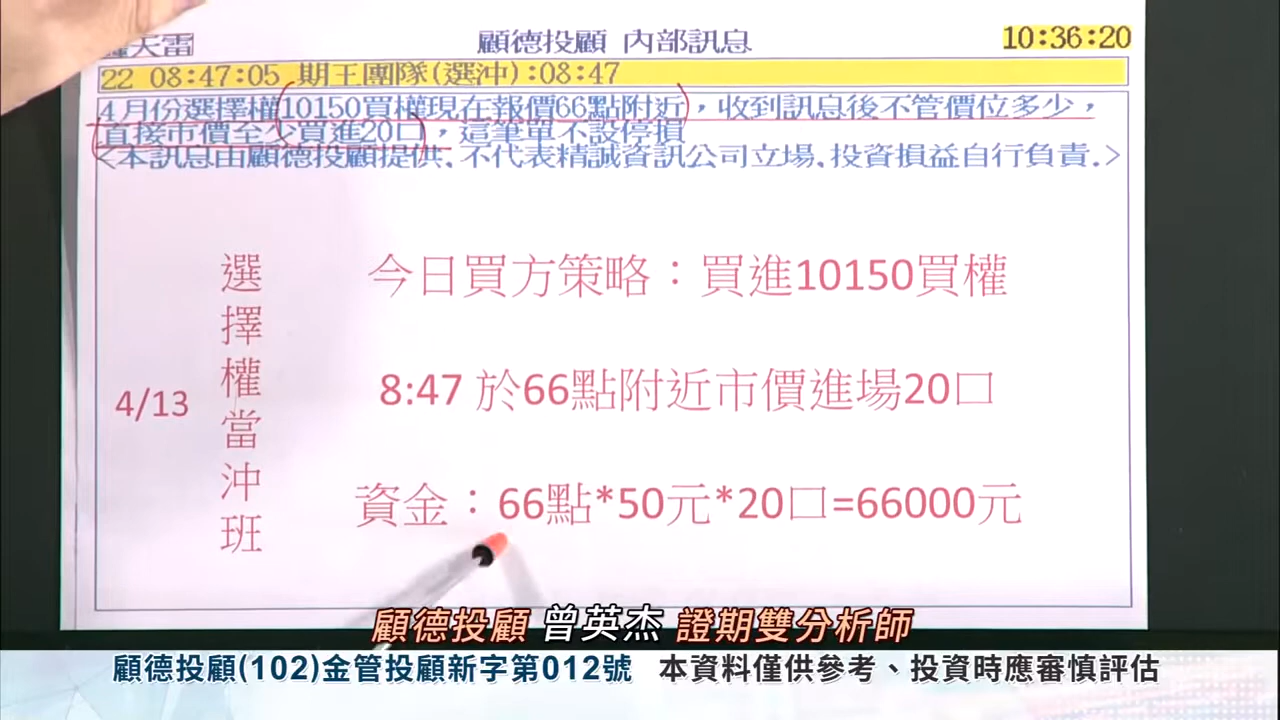 天雷 顧德投顧 內部訊息 10:36:20
22 08:47:05 期王團隊(選沖):08:47
4月份選擇權10150買權現在報價66點附近,收到訊息後不管價位多少,
直接市價至少買進20口,這筆單不設停損
<本訊息由顧德投顧提供,不代表精誠資訊公司立場,投資損益自行負責.>
4/13
選擇權當沖班
今日買方策略:買進10150買權
8:47 於66點附近市價進場20口
資金:66點*50元*20口=66000元
顧德投顧 曾英杰 證期雙分析師
顧德投顧(102)金管投顧新字第012號 本資料僅供參考、投資時應審慎評估